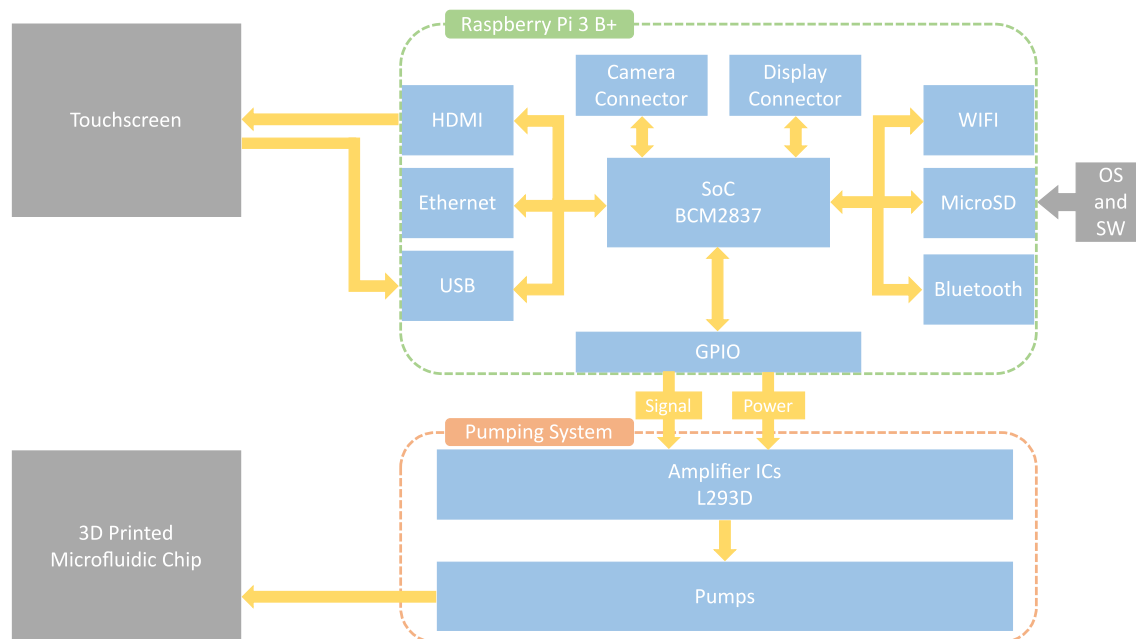 Raspberry Pi 3 B+
Touchscreen
HDMI
Ethernet
USB
Camera
Connector
Display
Connector
SoC
BCM2837
WIFI
MicroSD
Bluetooth
OS
and
SW
GPIO
Signal
Power
Pumping System
Amplifier ICs
L293D
Pumps
3D Printed
Microfluidic Chip